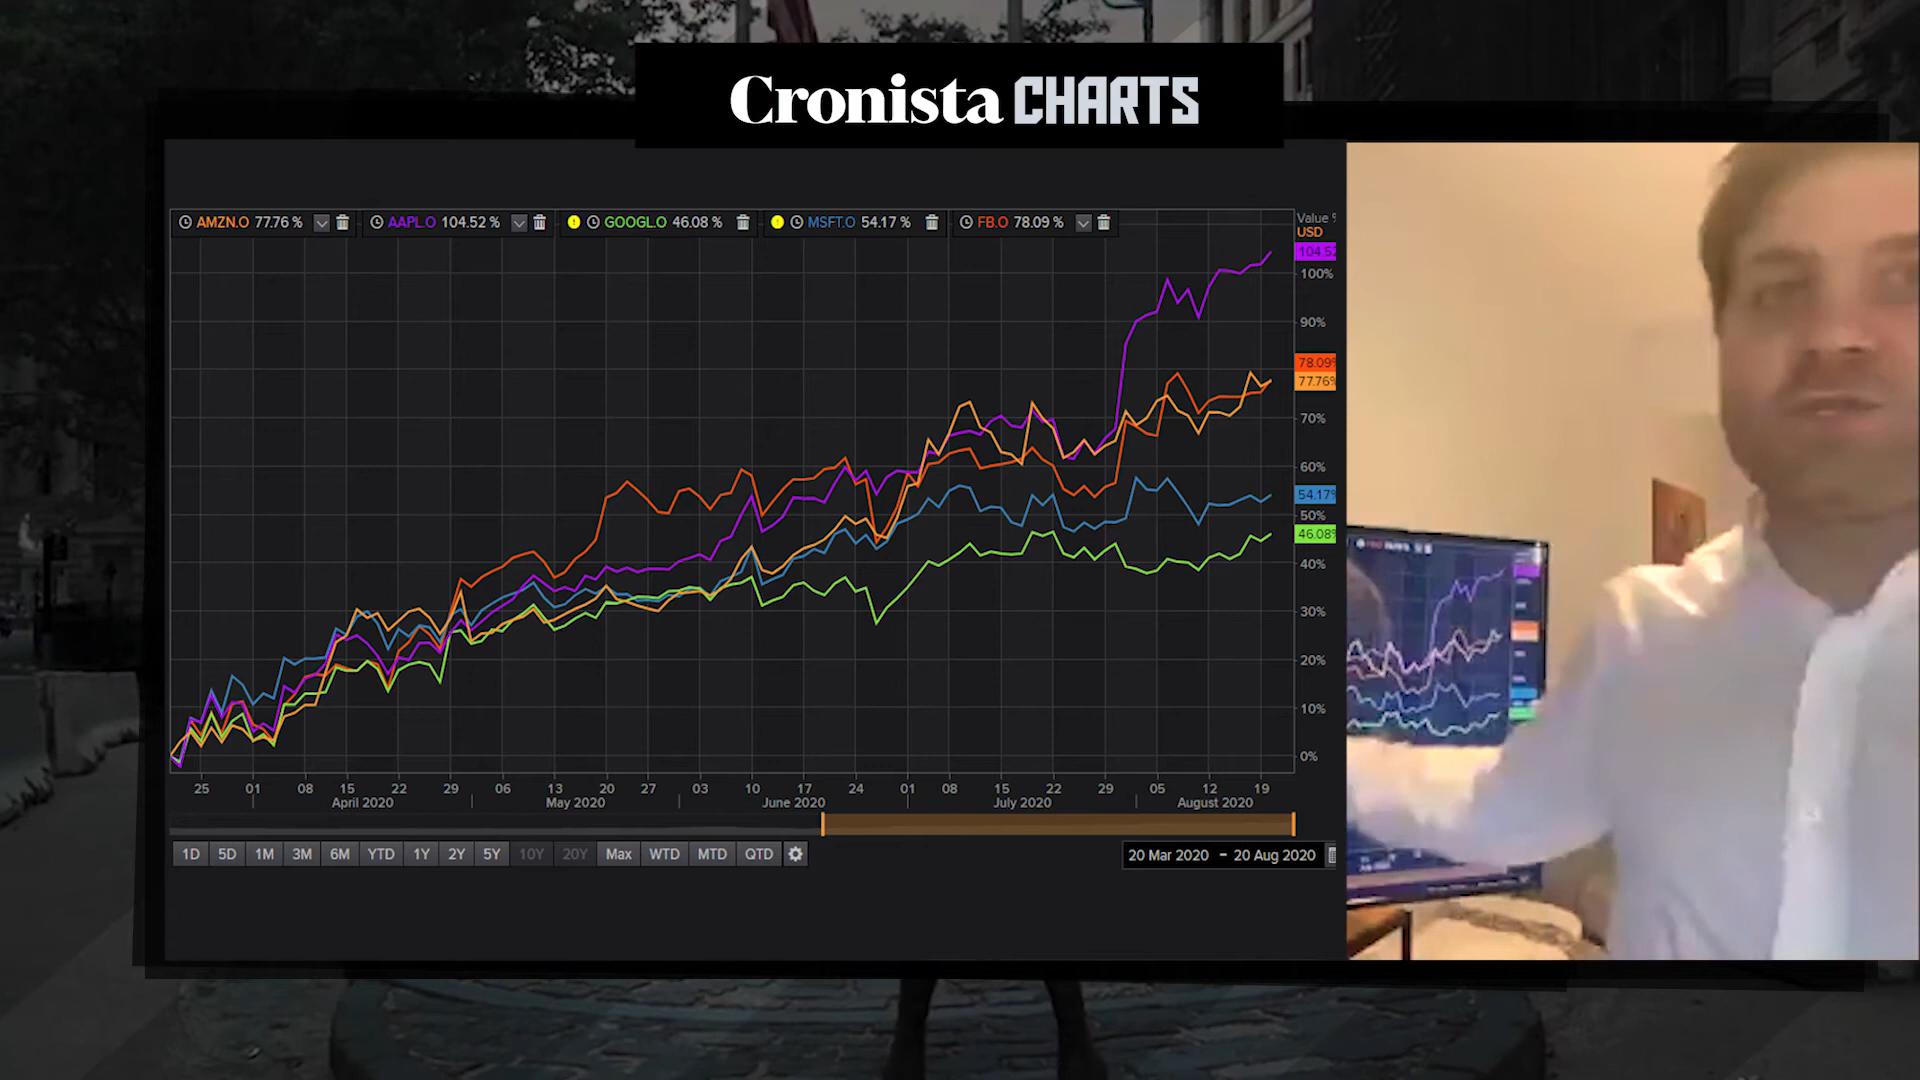 Cronista CHARTS
AMZN.O 77.76 % AAPL.O 104.52 % GOOGL.O 46.08 % MSFT.O 54.17 % FB.O 78.09 %
Value %
USD
104.52
100%
90%
78.09%
77.76%
70%
60%
54.17%
50%
46.08%
40%
30%
20%
10%
0%
25 01 08 15 22 29 06 13 20 27 03 10 17 24 01 08 15 22 29 05 12 19
April 2020 May 2020 June 2020 July 2020 August 2020
1D 5D 1M 3M 6M YTD 1Y 2Y 5Y 10Y 20Y Max WTD MTD QTD
20 Mar 2020 - 20 Aug 2020